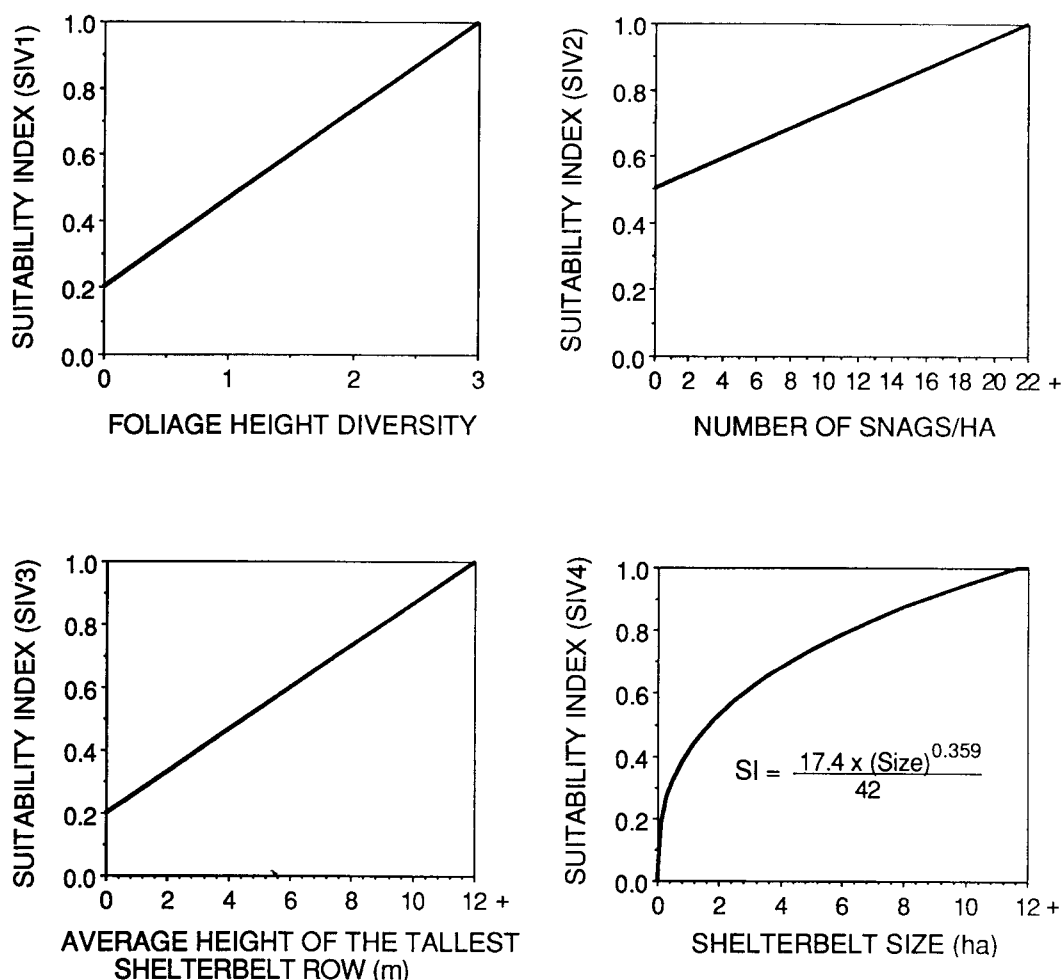 SUITABILITY INDEX (SIV1)
1.0
0.8
0.6
0.4
0.2
0.0
0 1 2 3
FOLIAGE HEIGHT DIVERSITY
SUITABILITY INDEX (SIV2)
1.0
0.8
0.6
0.4
0.2
0.0
0 2 4 6 8 10 12 14 16 18 20 22 +
NUMBER OF SNAGS/HA
SUITABILITY INDEX (SIV3)
1.0
0.8
0.6
0.4
0.2
0.0
0 2 4 6 8 10 12 +
AVERAGE HEIGHT OF THE TALLEST
SHELTERBELT ROW (m)
SUITABILITY INDEX (SIV4)
1.0
0.8
0.6
0.4
0.2
0.0
SI = 17.4 x (Size)^0.359
42
0 2 4 6 8 10 12 +
SHELTERBELT SIZE (ha)